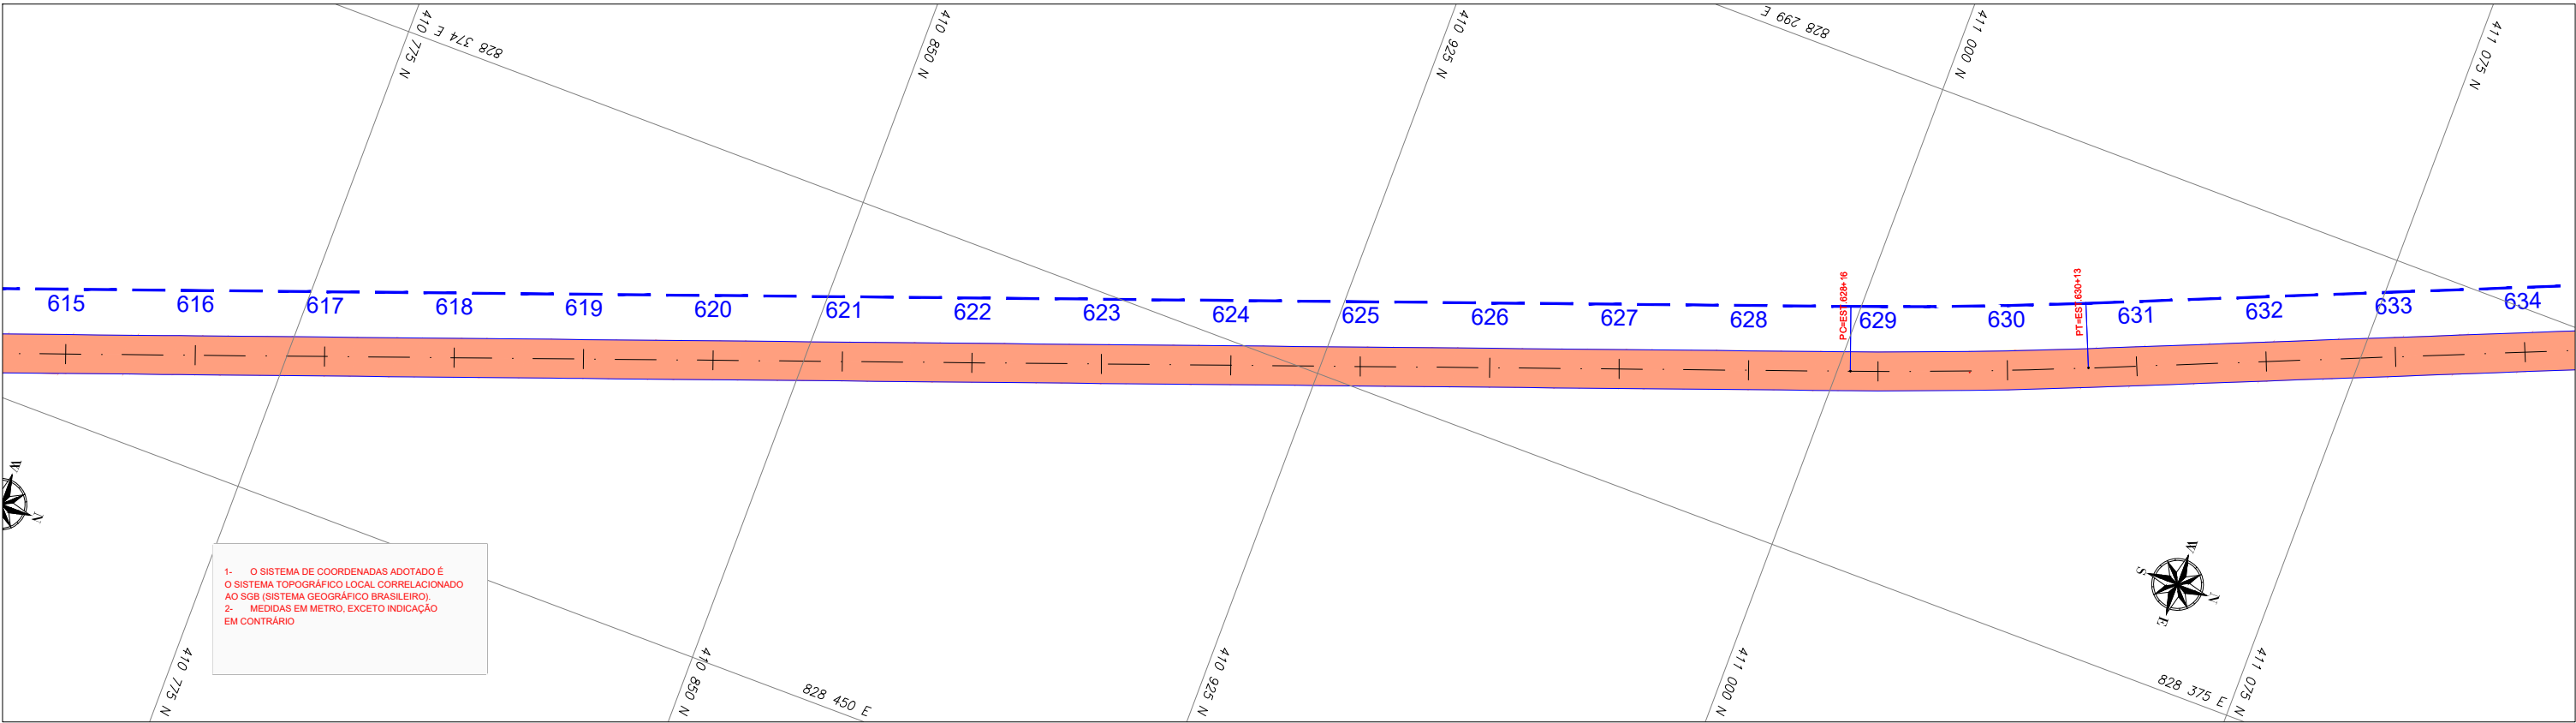 410 775 N
828 374 E
410 850 N
410 925 N
828 299 E
411 000 N
411 075 N
PC=EST.628+16
PT=EST.630+13
615 616 617 618 619 620 621 622 623 624 625 626 627 628 629 630 631 632 633 634
W
N
W
S
N
E
1- O SISTEMA DE COORDENADAS ADOTADO É
O SISTEMA TOPOGRÁFICO LOCAL CORRELACIONADO
AO SGB (SISTEMA GEOGRÁFICO BRASILEIRO).
2- MEDIDAS EM METRO, EXCETO INDICAÇÃO
EM CONTRÁRIO
410 775 N
410 850 N
828 450 E
410 925 N
411 000 N
828 375 E
411 075 N